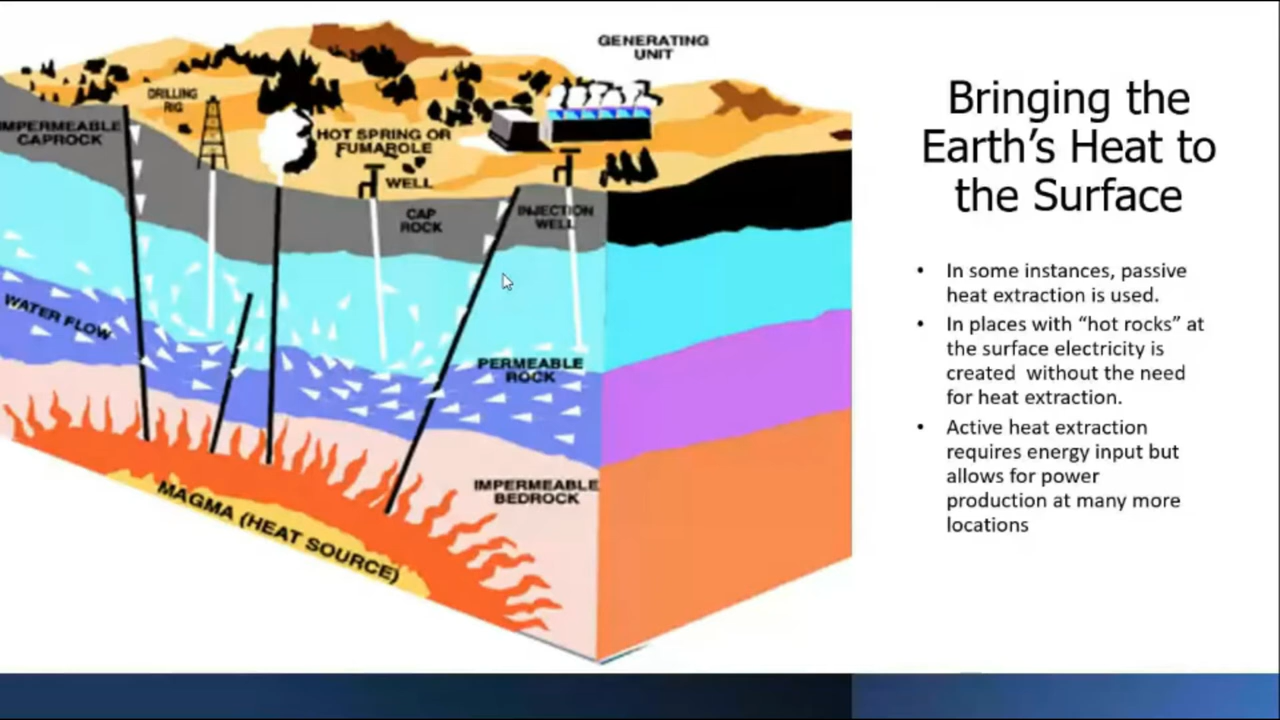 GENERATING
UNIT
DRILLING
RIG
IMPERMEABLE
CAPROCK
HOT SPRING OR
FUMAROLE
WELL
CAP
ROCK
INJECTION
WELL
WATER FLOW
PERMEABLE
ROCK
IMPERMEABLE
BEDROCK
MAGMA (HEAT SOURCE)
Bringing the
Earth’s Heat to
the Surface
• In some instances, passive
heat extraction is used.
• In places with “hot rocks” at
the surface electricity is
created without the need
for heat extraction.
• Active heat extraction
requires energy input but
allows for power
production at many more
locations